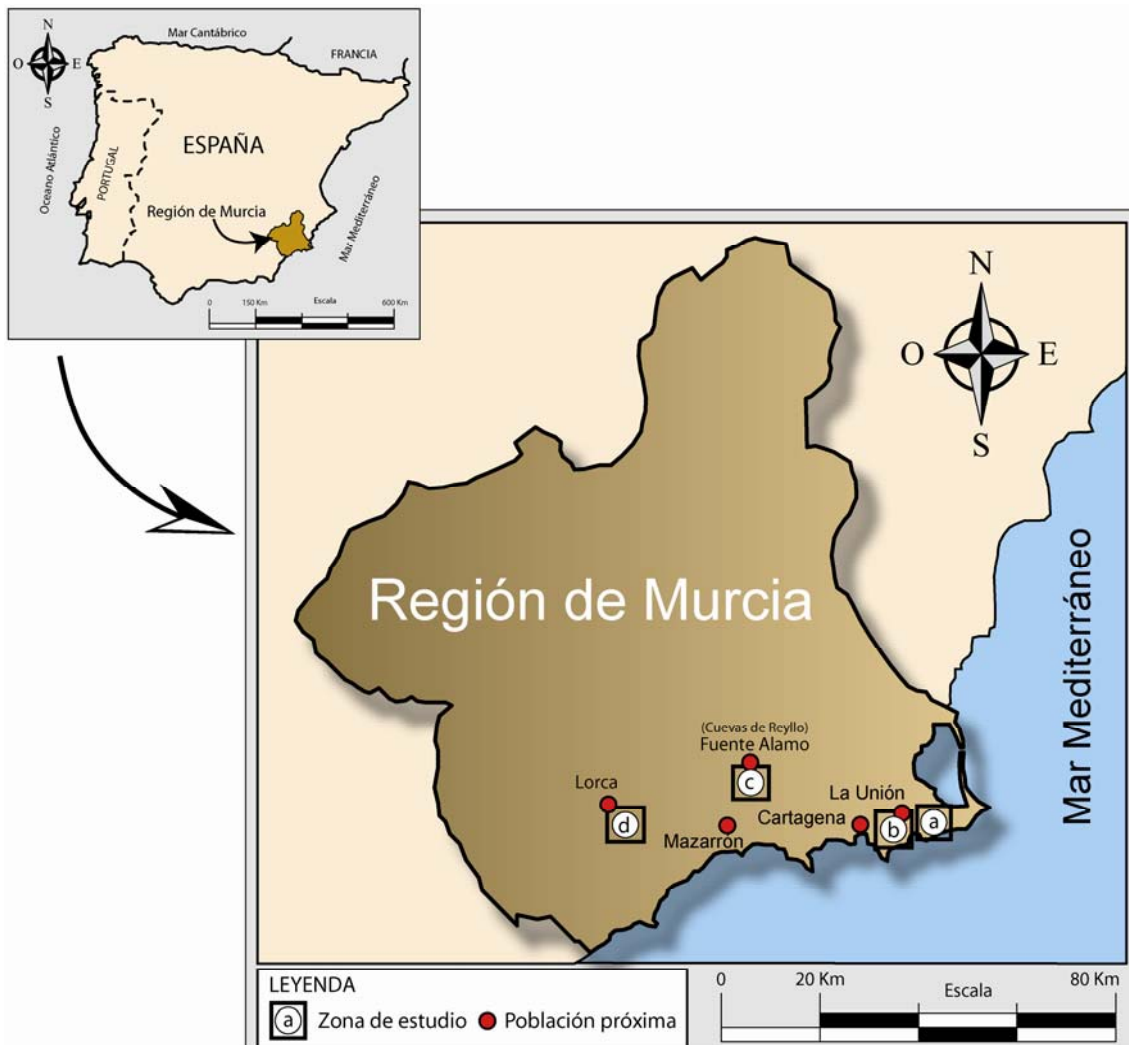 N
O
E
S
Mar Cantábrico
FRANCIA
Oceano Atlántico
PORTUGAL
ESPAÑA
Región de Murcia
Mar Mediterráneo
0
150 Km
Escala
600 Km
N
O
E
S
Región de Murcia
Mar Mediterráneo
(Cuevas de Reyllo)
Fuente Alamo
c
Lorca
d
Mazarrón
La Unión
Cartagena
b
a
LEYENDA
a Zona de estudio Población próxima
0
20 Km
Escala
80 Km